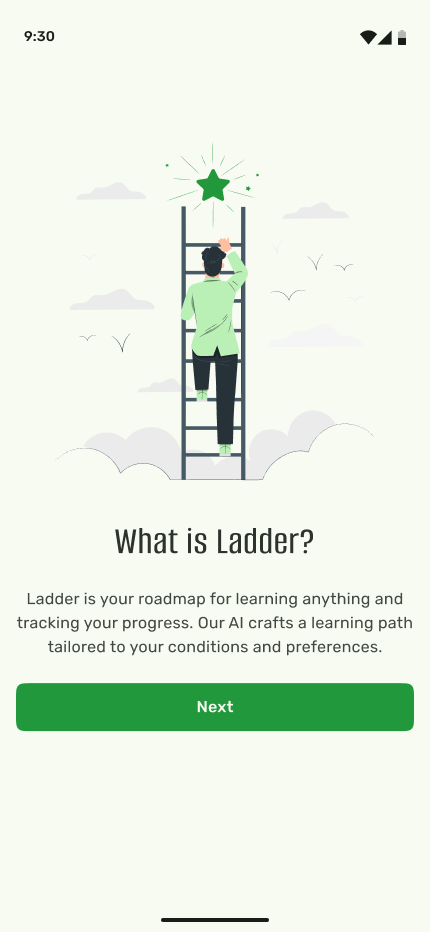 9:30
What is Ladder?
Ladder is your roadmap for learning anything and
tracking your progress. Our AI crafts a learning path
tailored to your conditions and preferences.
Next